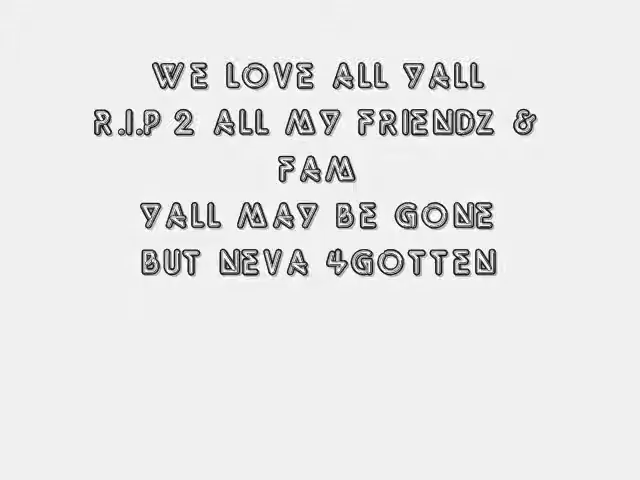 WE LOVE ALL YALL
R.I.P 2 ALL MY FRIENDZ &
FAM
YALL MAY BE GONE
BUT NEVA 4GOTTEN